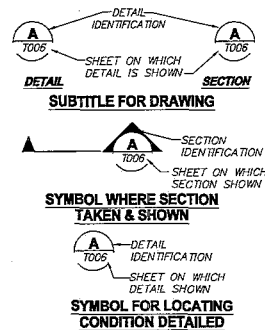 DETAIL
IDENTIFICATION
A
T006
A
T006
SHEET ON WHICH
DETAIL IS SHOWN
DETAIL
SECTION
SUBTITLE FOR DRAWING
SECTION
IDENTIFICATION
A
T006
SHEET ON WHICH
SECTION SHOWN
SYMBOL WHERE SECTION
TAKEN & SHOWN
A
T006
DETAIL
IDENTIFICATION
SHEET ON WHICH
DETAIL SHOWN
SYMBOL FOR LOCATING
CONDITION DETAILED